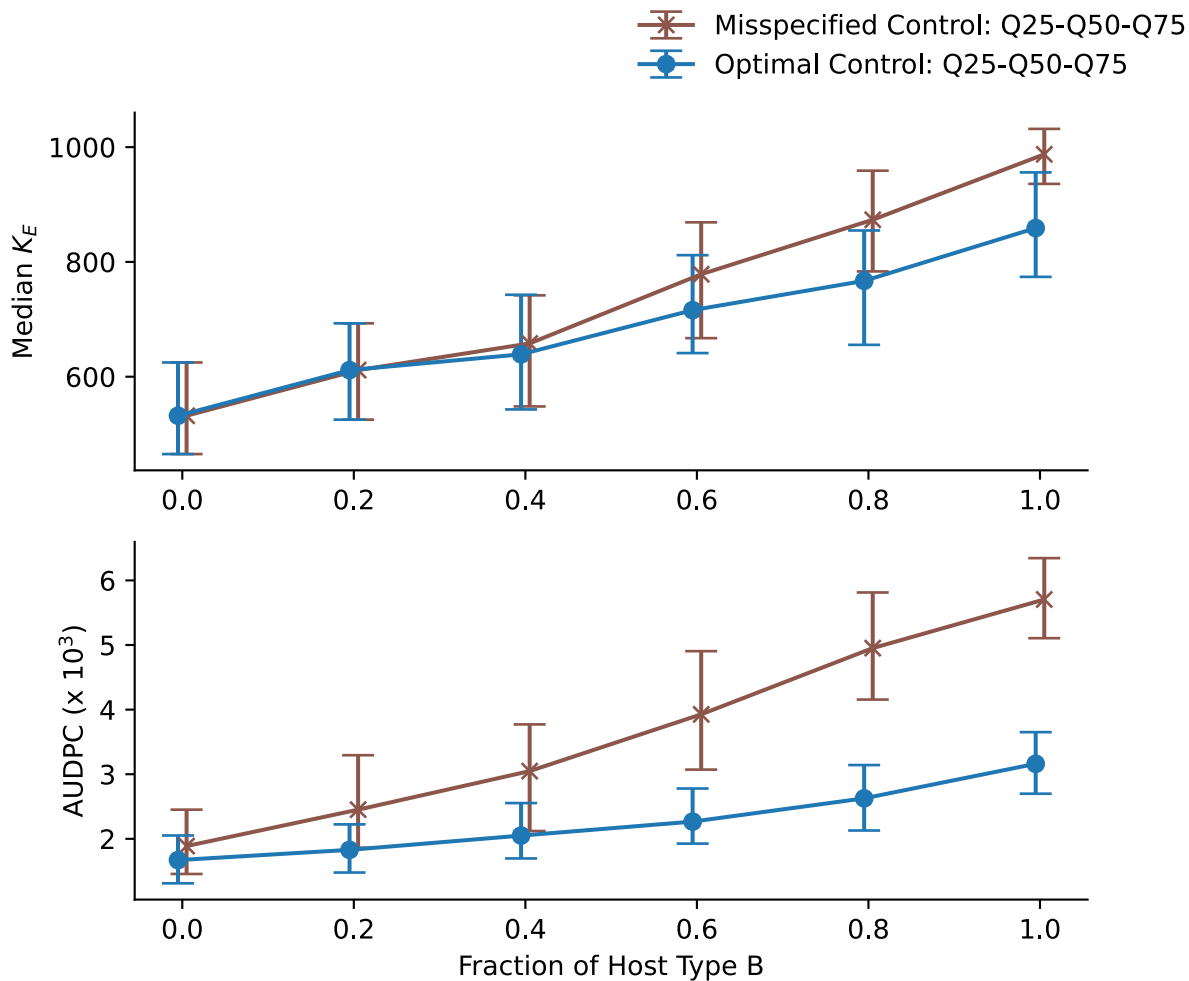 Misspecified Control: Q25-Q50-Q75
Optimal Control: Q25-Q50-Q75
Median K_E
1000
800
600
0.0 0.2 0.4 0.6 0.8 1.0
AUDPC (x 10³)
6
5
4
3
2
0.0 0.2 0.4 0.6 0.8 1.0
Fraction of Host Type B